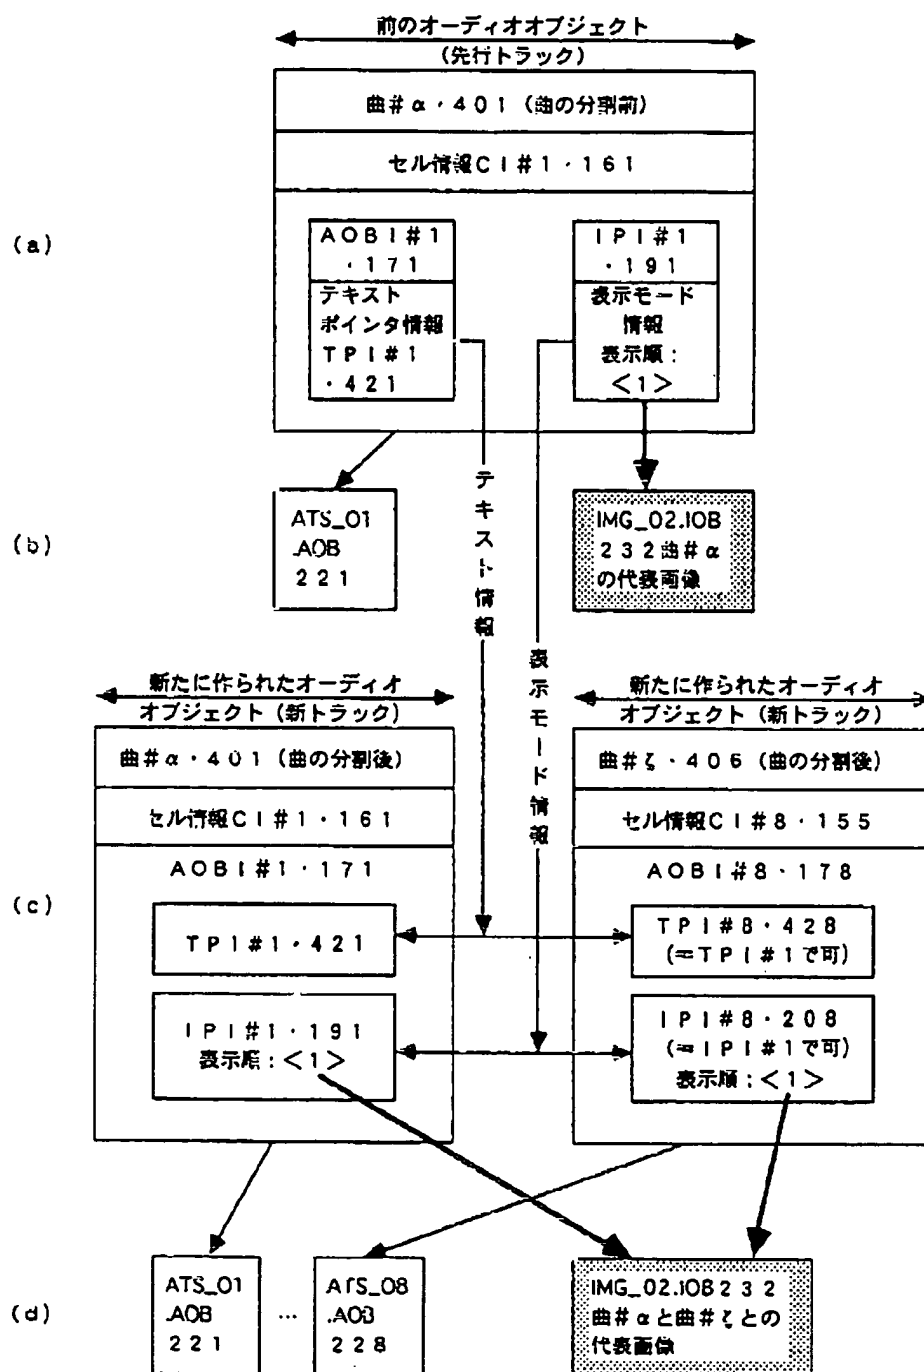 前のオーディオオブジェクト
(先行トラック)
曲#α・401(曲の分割前)
セル情報CI#1・161
(a)
AOBI#1
・171
テキスト
ポインタ情報
TPI#1
・421
IPI#1
・191
表示モード
情報
表示順:
<1>
(b)
ATS_01
.AOB
221
テキスト情報
IMG_02.IOB
232曲#α
の代表画像
表示モード情報
新たに作られたオーディオ
オブジェクト(新トラック)
新たに作られたオーディオ
オブジェクト(新トラック)
曲#α・401(曲の分割後)
セル情報CI#1・161
AOBI#1・171
曲#ζ・406(曲の分割後)
セル情報CI#8・155
AOBI#8・178
(c)
TPI#1・421
TPI#8・428
(=TPI#1で可)
IPI#1・191
表示順:<1>
IPI#8・208
(=IPI#1で可)
表示順:<1>
(d)
ATS_01
.AOB
221
…
ATS_08
.AOB
228
IMG_02.IOB232
曲#αと曲#ζとの
代表画像